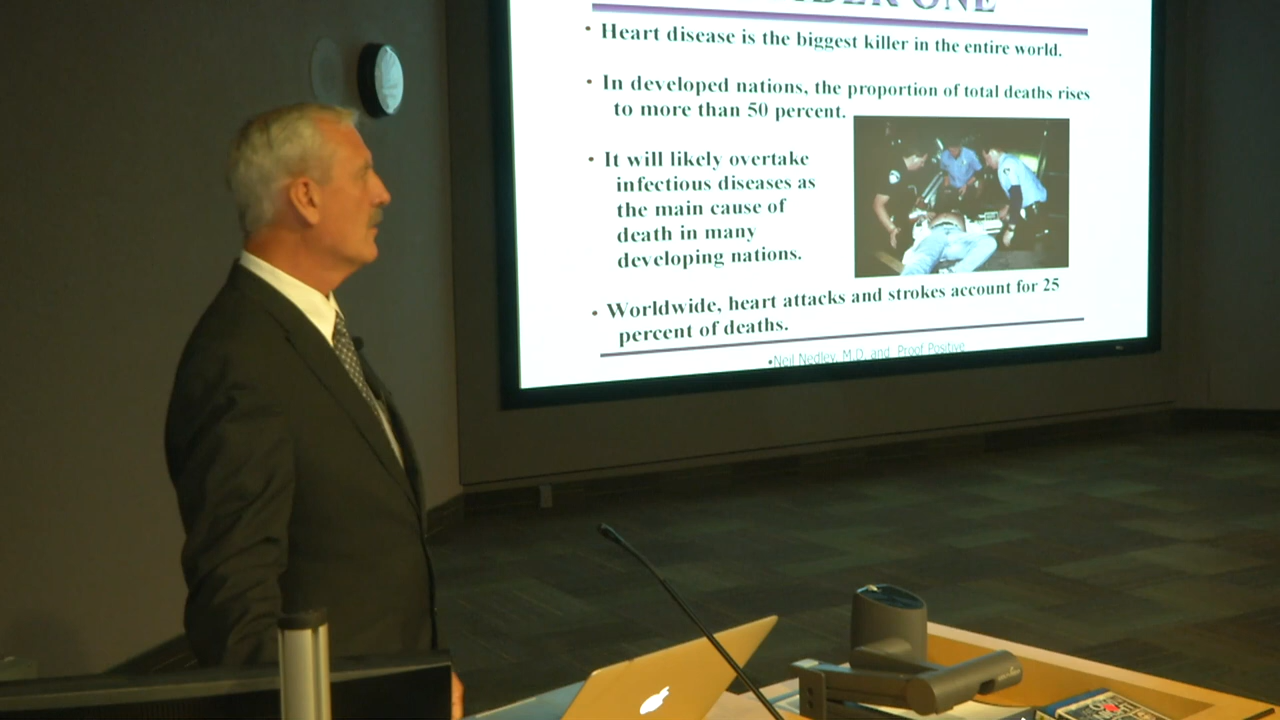 ONE
• Heart disease is the biggest killer in the entire world.
• In developed nations, the proportion of total deaths rises
to more than 50 percent.
• It will likely overtake
infectious diseases as
the main cause of
death in many
developing nations.
• Worldwide, heart attacks and strokes account for 25
percent of deaths.
•Neil Nedley, M.D. and Proof Positive